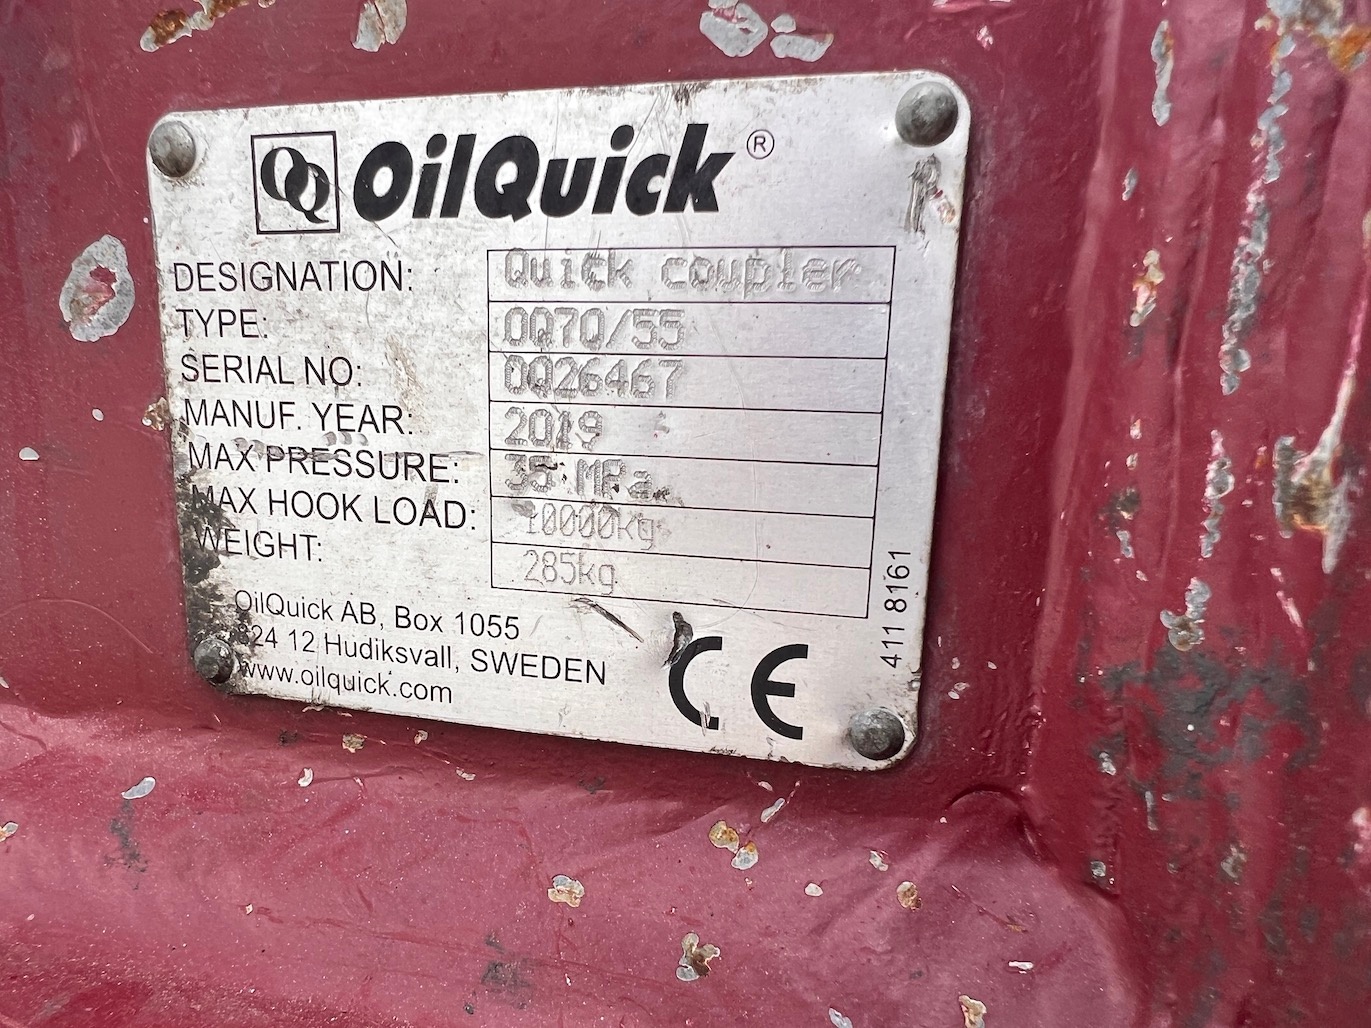 OQ OilQuick ®
DESIGNATION: Quick coupler
TYPE: OQ70/55
SERIAL NO: OQ26467
MANUF. YEAR: 2019
MAX PRESSURE: 35 MPa
MAX HOOK LOAD: 10000kg
WEIGHT: 285kg
OilQuick AB, Box 1055
824 12 Hudiksvall, SWEDEN
www.oilquick.com
CE
411 8161